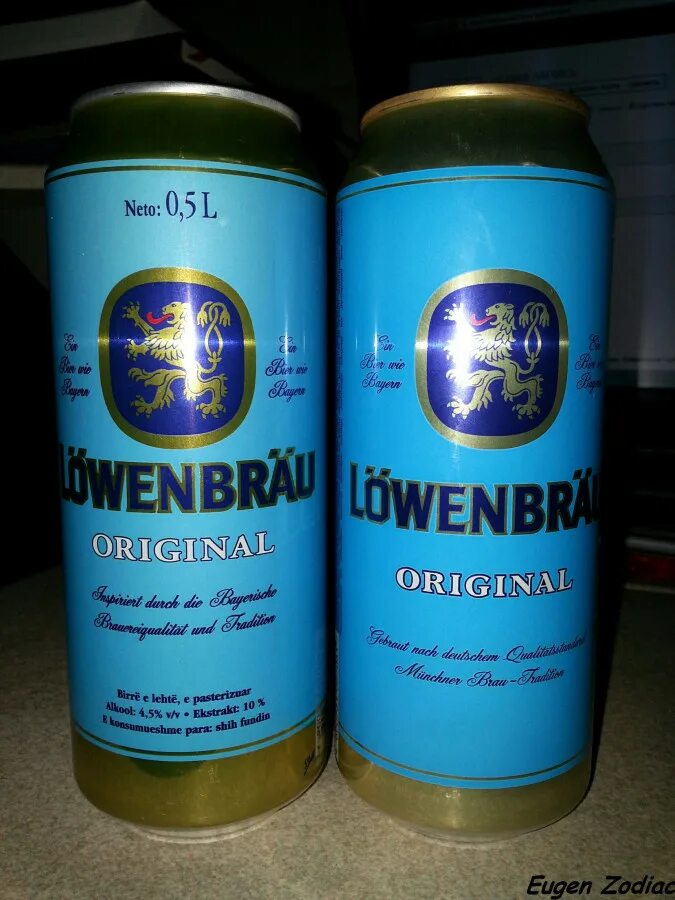 Neto: 0,5 L
Ein
Bier wie
Bayern
Ein
Bier wie
Bayern
LÖWENBRÄU
ORIGINAL
Inspiriert durch die Bayerische
Brauereiqualität und Tradition
Birrë e lehtë, e pasterizuar
Alkool: 4,5% v/v • Ekstrakt: 10 %
E konsumueshme para: shih fundin
Ein
Bier wie
Bayern
Ein
Bier wie
Bayern
LÖWENBRÄU
ORIGINAL
Gebraut nach deutschem Qualitätsstandard
Münchner Brau-Tradition
Eugen Zodiac